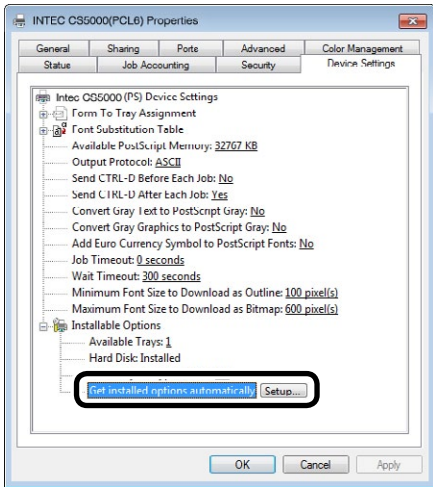 INTEC CS5000(PCL6) Properties
General Sharing Ports Advanced Color Management
Status Job Accounting Security Device Settings
Intec CS5000 (PS) Device Settings
Form To Tray Assignment
Font Substitution Table
Available PostScript Memory: 32767 KB
Output Protocol: ASCII
Send CTRL-D Before Each Job: No
Send CTRL-D After Each Job: Yes
Convert Gray Text to PostScript Gray: No
Convert Gray Graphics to PostScript Gray: No
Add Euro Currency Symbol to PostScript Fonts: No
Job Timeout: 0 seconds
Wait Timeout: 300 seconds
Minimum Font Size to Download as Outline: 100 pixel(s)
Maximum Font Size to Download as Bitmap: 600 pixel(s)
Installable Options
Available Trays: 1
Hard Disk: Installed
Get installed options automatically Setup...
OK Cancel Apply